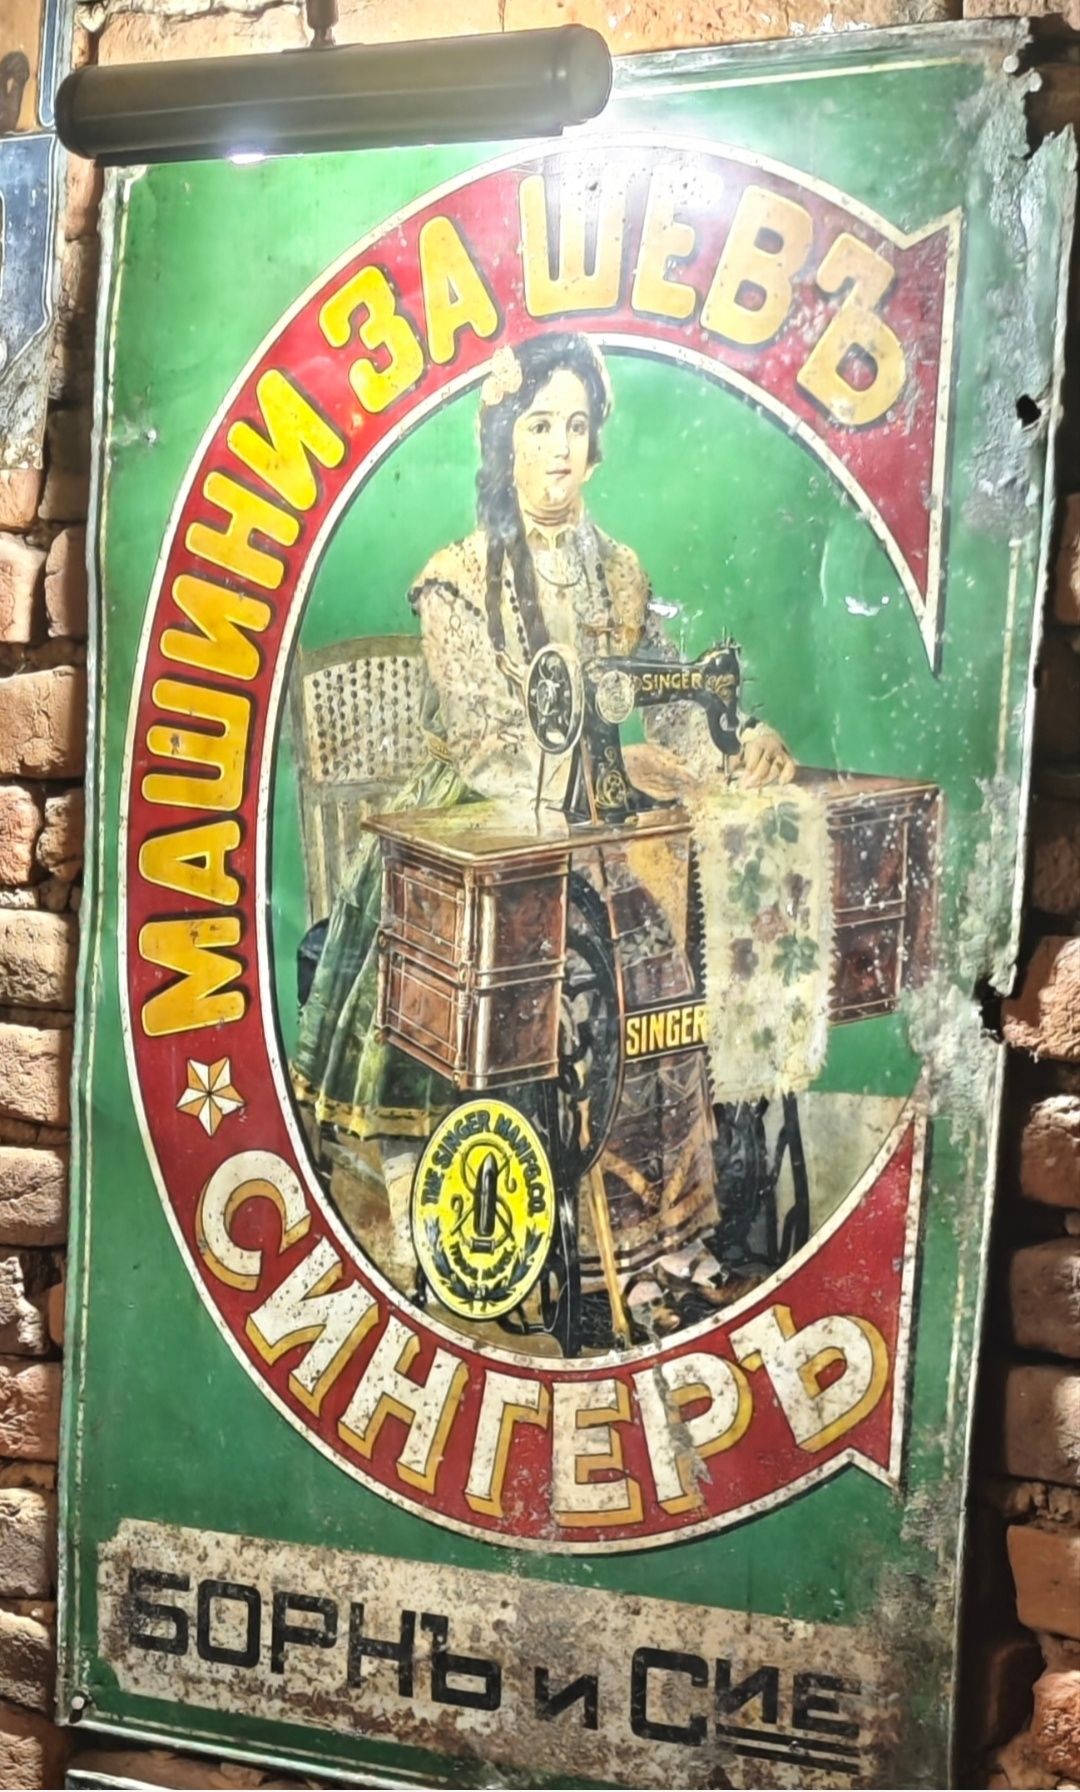 МАШИНИ ЗА ШЕВЪ
СИНГЕРЪ
SINGER
SINGER
THE SINGER MANFG. CO.
БОРНЪ и СИЕ